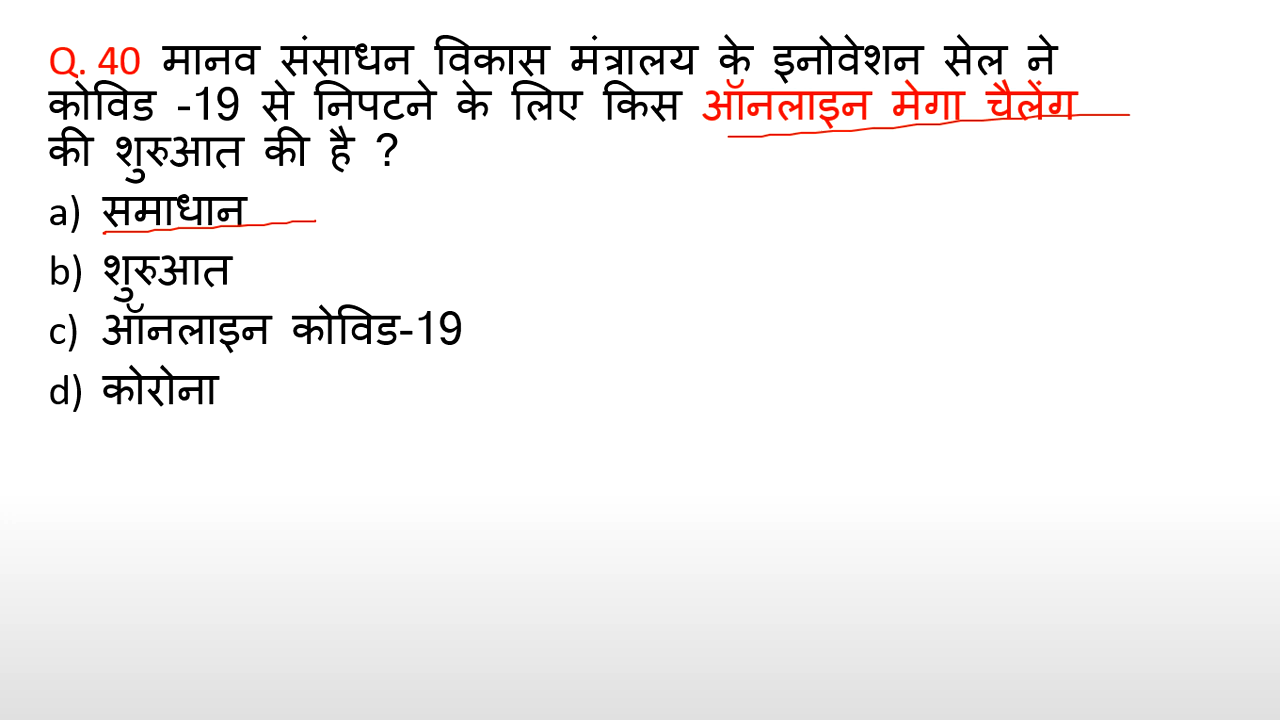 Q. 40 मानव संसाधन विकास मंत्रालय के इनोवेशन सेल ने
कोविड -19 से निपटने के लिए किस ऑनलाइन मेगा चैलेंग
की शुरुआत की है ?
a) समाधान
b) शुरुआत
c) ऑनलाइन कोविड-19
d) कोरोना